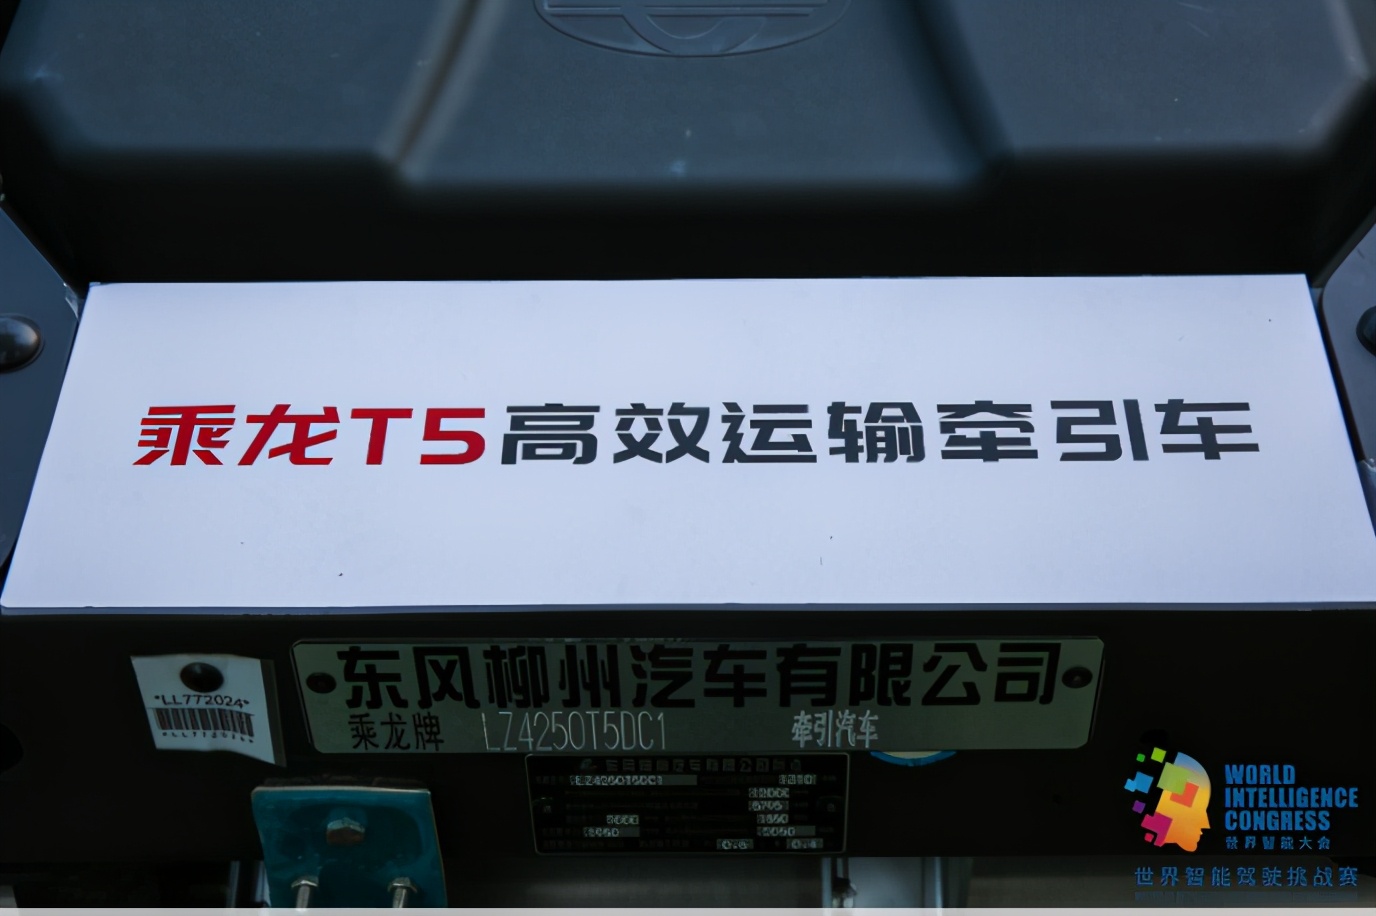 乘龙T5高效运输牵引车
东风柳州汽车有限公司
乘龙牌 LZ4250T5DC1 牵引汽车
*LL772024*
LZ4250T5DC1
WORLD
INTELLIGENCE
CONGRESS
世界智能大会
世界智能驾驶挑战赛